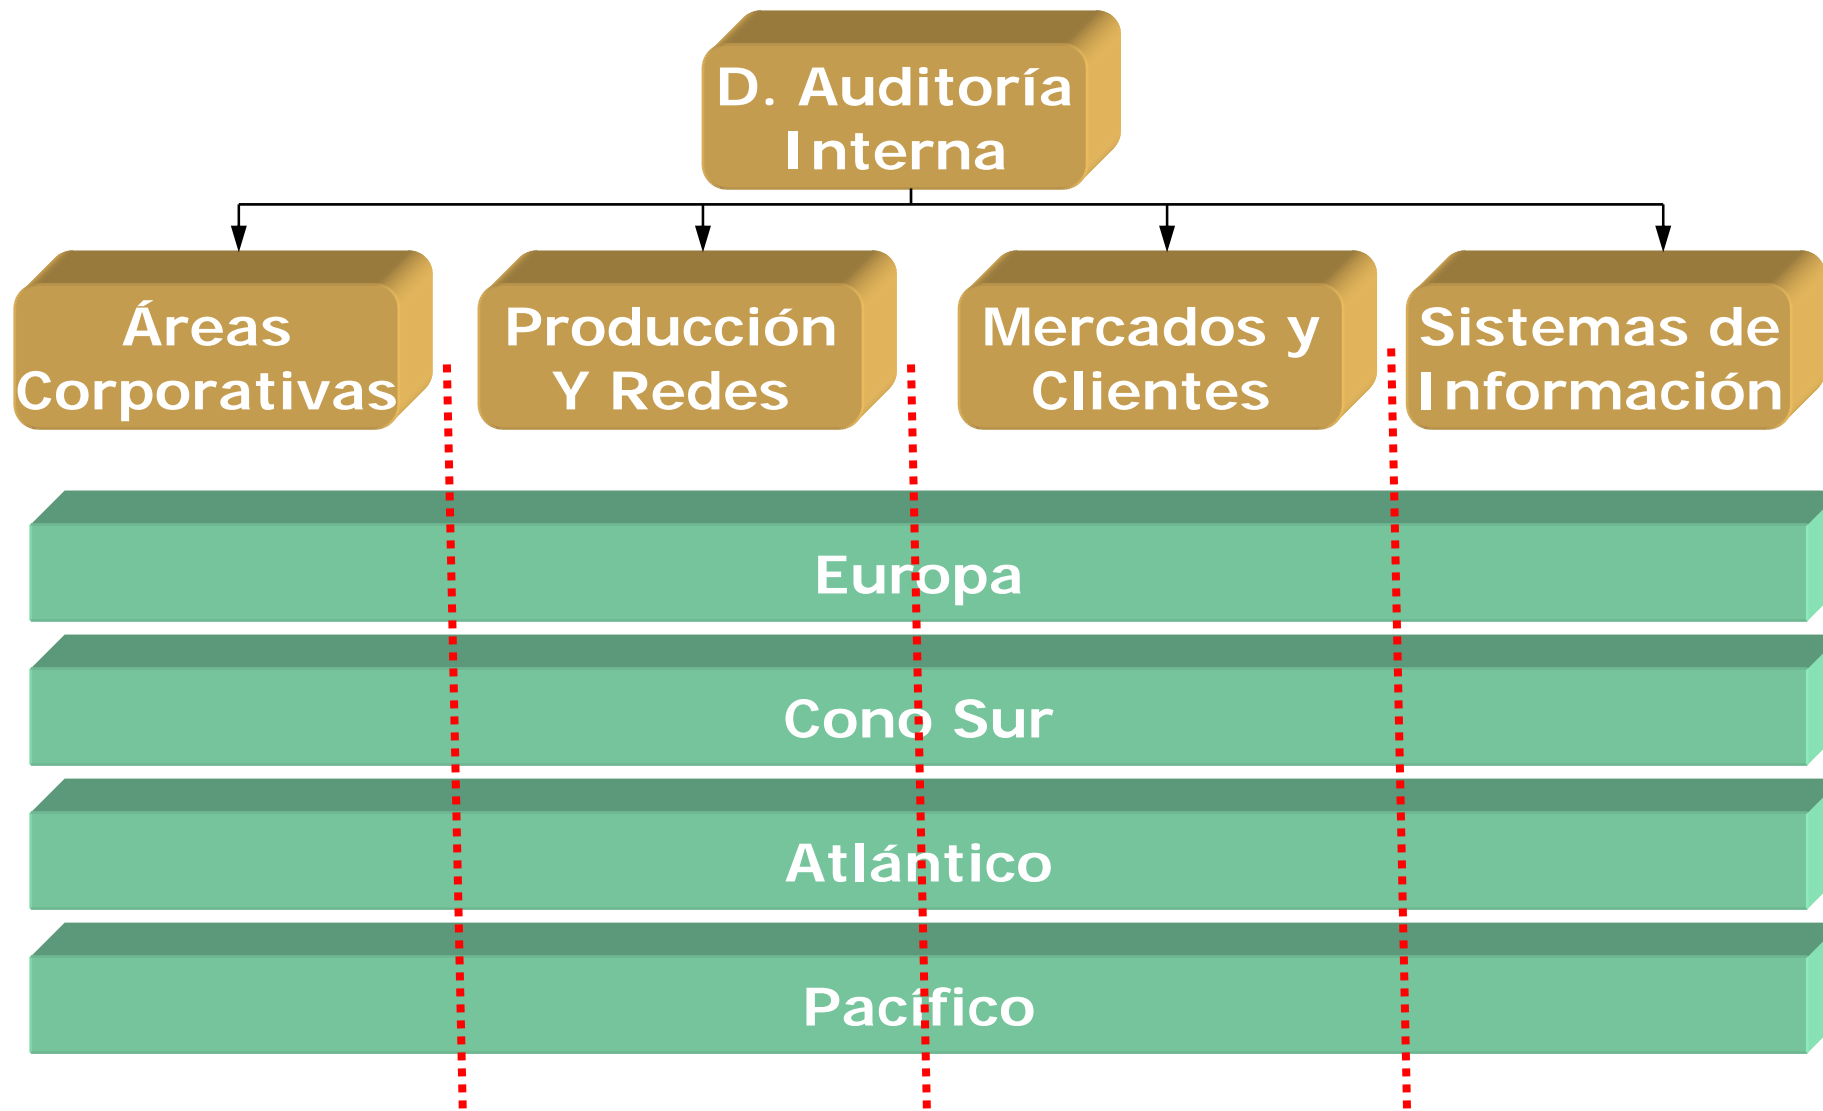 D. Auditoría
Interna
Áreas
Corporativas
Producción
Y Redes
Mercados y
Clientes
Sistemas de
Información
Europa
Cono Sur
Atlántico
Pacífico